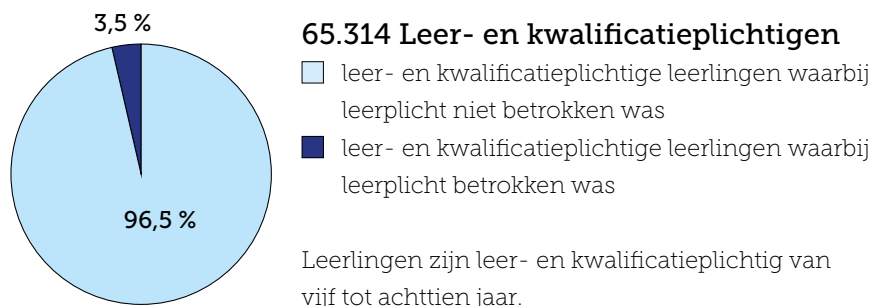 3,5 %
96,5 %
65.314 Leer- en kwalificatieplichtigen
leer- en kwalificatieplichtige leerlingen waarbij
leerplicht niet betrokken was
leer- en kwalificatieplichtige leerlingen waarbij
leerplicht betrokken was
Leerlingen zijn leer- en kwalificatieplichtig van
vijf tot achttien jaar.